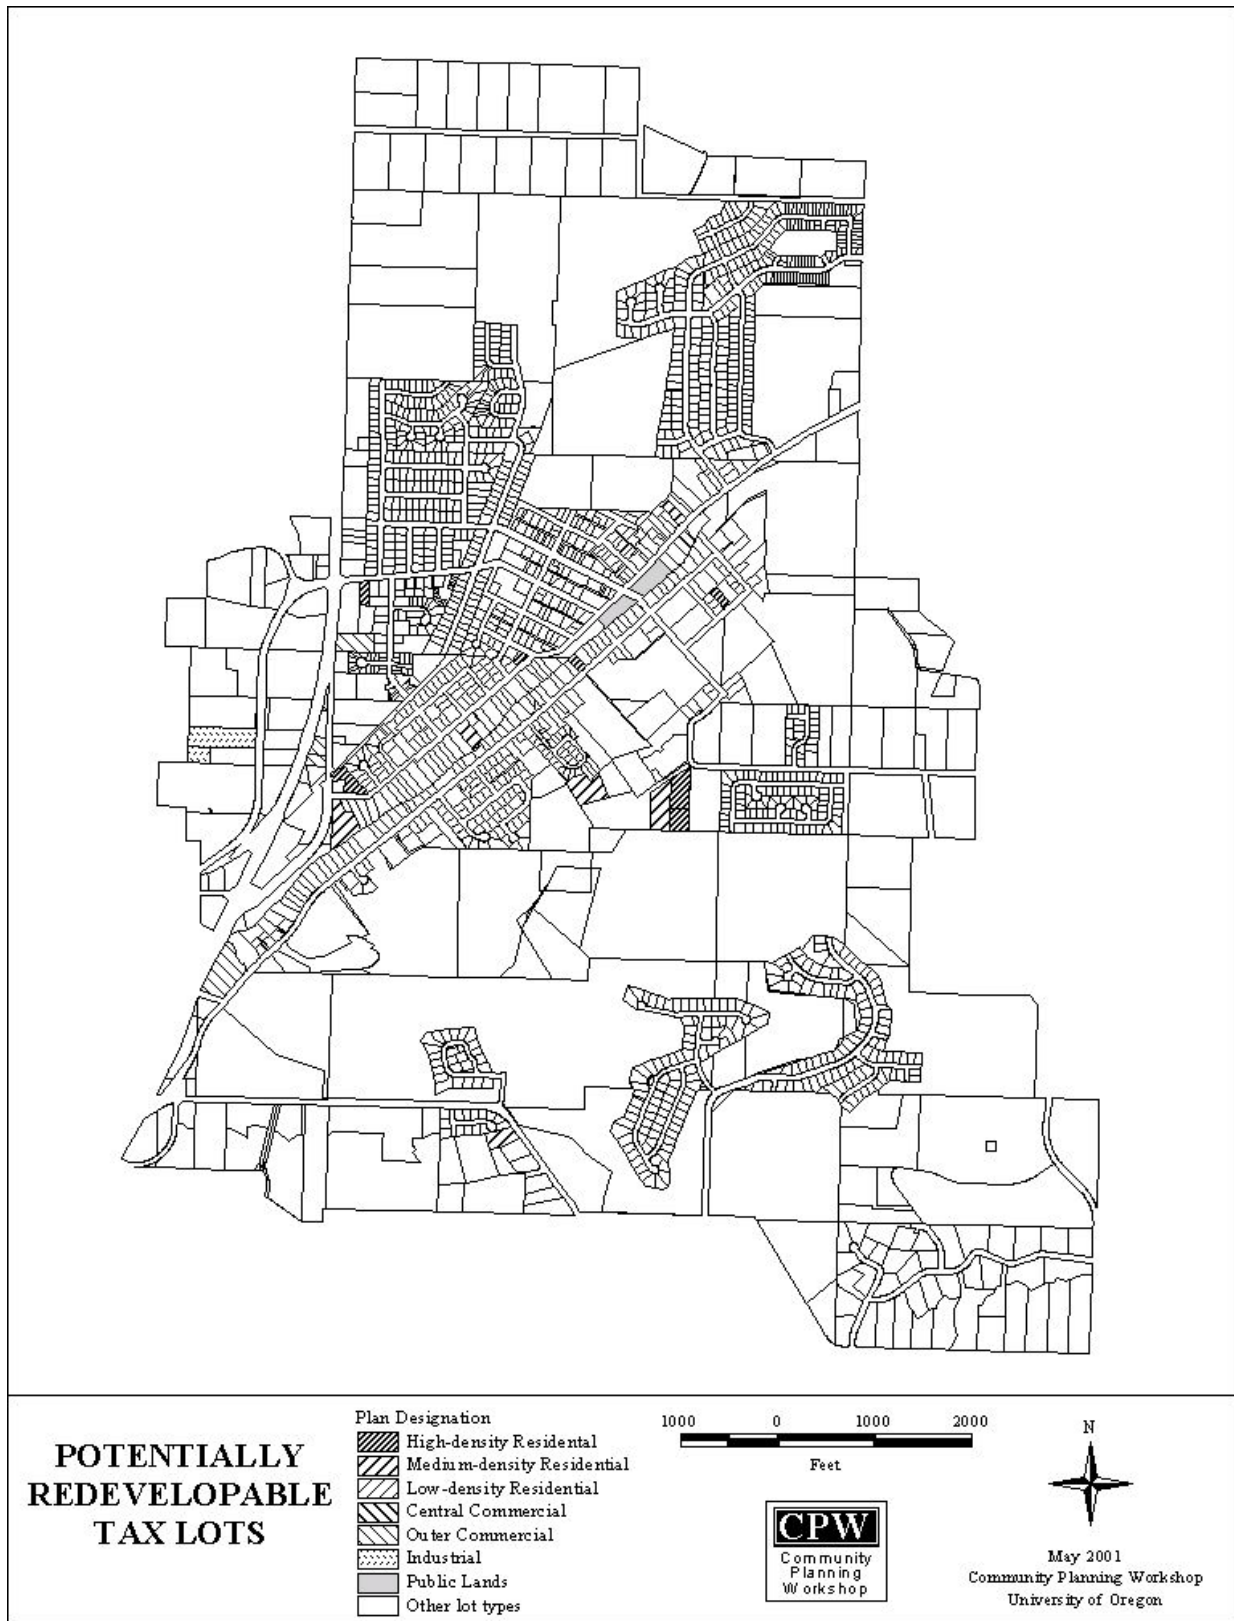 POTENTIALLY
REDEVELOPABLE
TAX LOTS
Plan Designation
High-density Residental
Medium-density Residential
Low-density Residential
Central Commercial
Outer Commercial
Industrial
Public Lands
Other lot types
1000 0 1000 2000
Feet
CPW
Community
Planning
Workshop
N
May 2001
Community Planning Workshop
University of Oregon